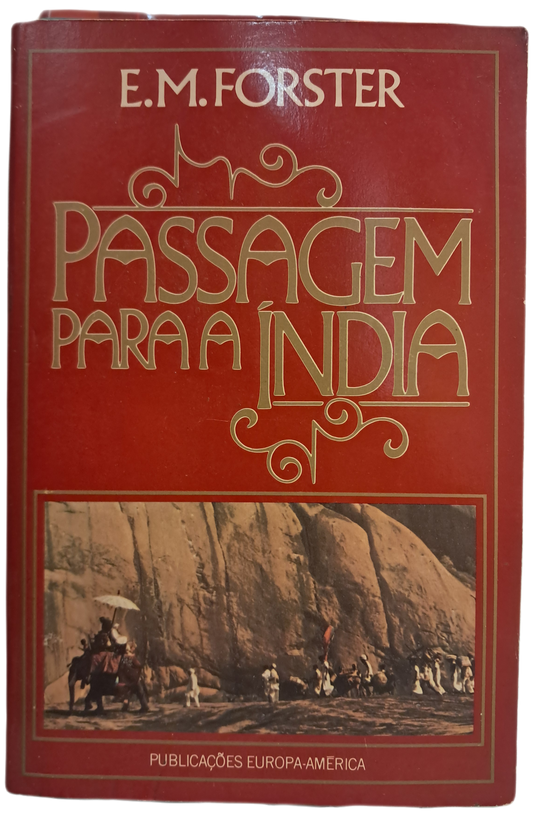 E.M. FORSTER
PASSAGEM
PARA A ÍNDIA
PUBLICAÇÕES EUROPA-AMÉRICA